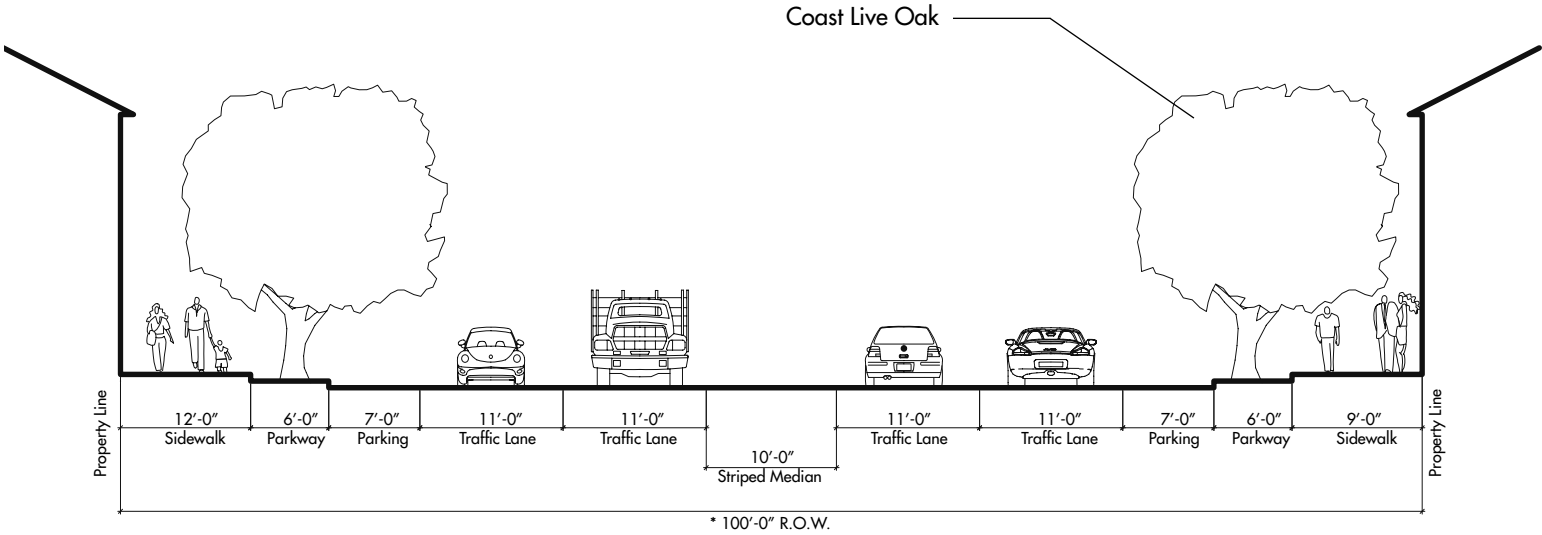 Coast Live Oak
Property Line
12′-0″
Sidewalk
6′-0″
Parkway
7′-0″
Parking
11′-0″
Traffic Lane
11′-0″
Traffic Lane
10′-0″
Striped Median
11′-0″
Traffic Lane
11′-0″
Traffic Lane
7′-0″
Parking
6′-0″
Parkway
9′-0″
Sidewalk
Property Line
* 100′-0″ R.O.W.